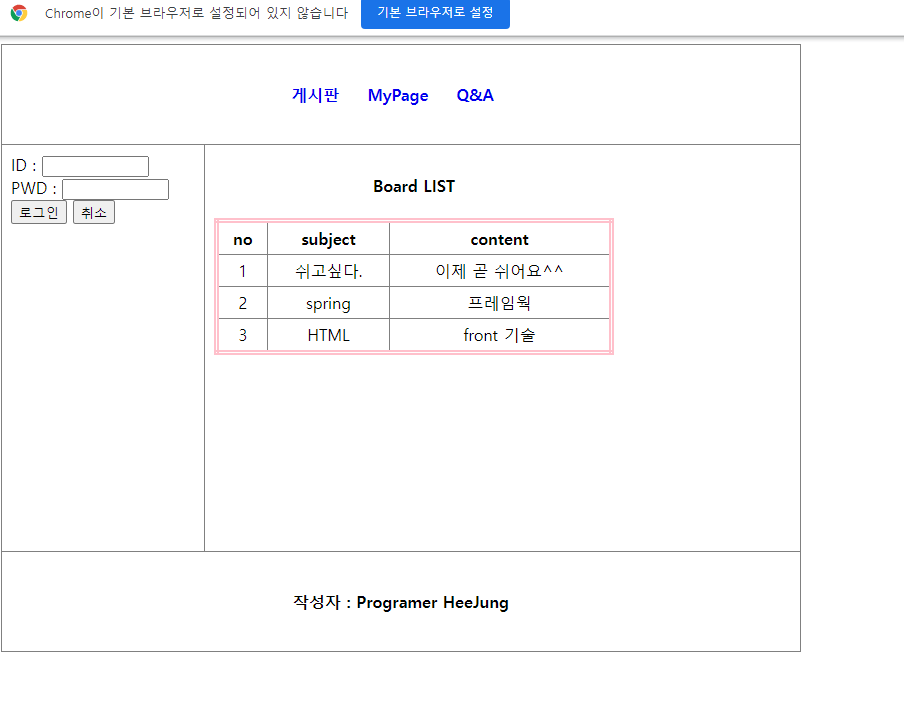 Chrome이 기본 브라우저로 설정되어 있지 않습니다 기본 브라우저로 설정
게시판 MyPage Q&A
ID :
PWD :
로그인 취소
Board LIST
no subject content
1 쉬고싶다. 이제 곧 쉬어요^^
2 spring 프레임웍
3 HTML front 기술
작성자 : Programer HeeJung